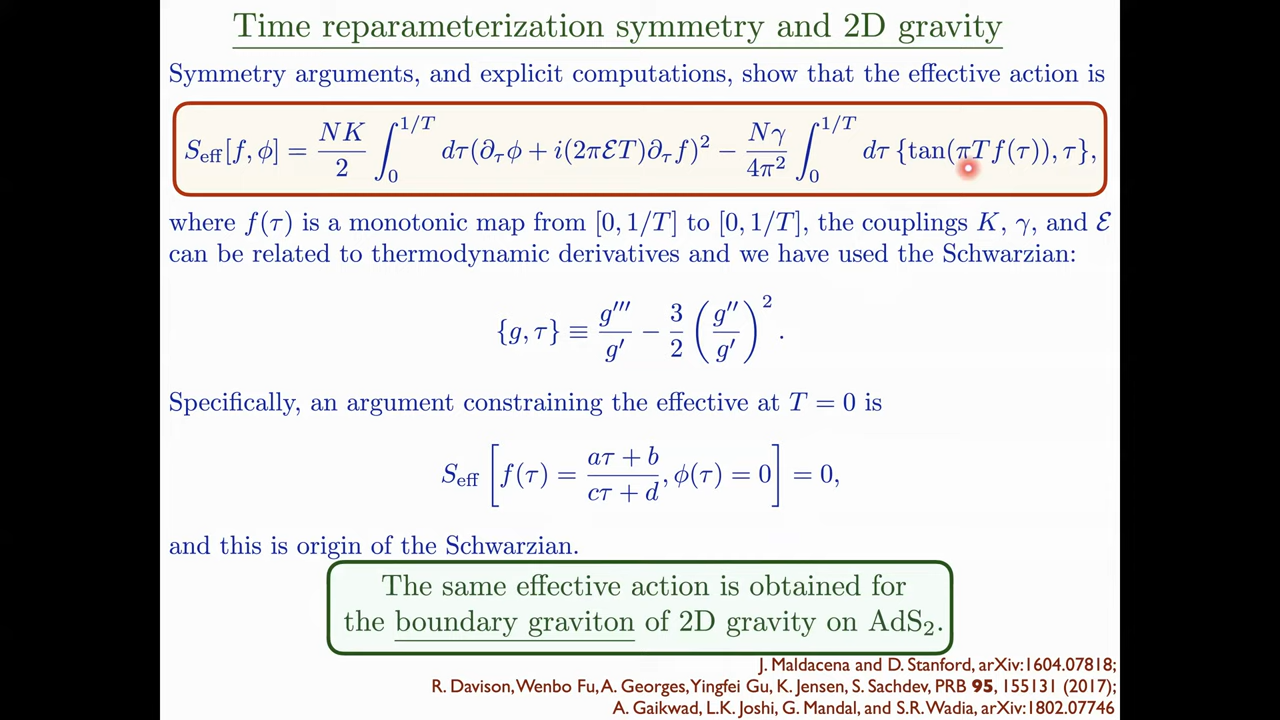 Time reparameterization symmetry and 2D gravity
Symmetry arguments, and explicit computations, show that the effective action is
S_eff[f, ϕ] = NK/2 ∫_0^{1/T} dτ(∂_τϕ + i(2πℰT)∂_τf)^2 − Nγ/4π^2 ∫_0^{1/T} dτ {tan(πTf(τ)), τ},
where f(τ) is a monotonic map from [0, 1/T] to [0, 1/T], the couplings K, γ, and ℰ
can be related to thermodynamic derivatives and we have used the Schwarzian:
{g, τ} ≡ g′′′/g′ − 3/2 (g′′/g′)^2.
Specifically, an argument constraining the effective at T = 0 is
S_eff [f(τ) = (aτ + b)/(cτ + d), ϕ(τ) = 0] = 0,
and this is origin of the Schwarzian.
The same effective action is obtained for
the boundary graviton of 2D gravity on AdS_2.
J. Maldacena and D. Stanford, arXiv:1604.07818;
R. Davison, Wenbo Fu, A. Georges, Yingfei Gu, K. Jensen, S. Sachdev, PRB 95, 155131 (2017);
A. Gaikwad, L.K. Joshi, G. Mandal, and S.R. Wadia, arXiv:1802.07746